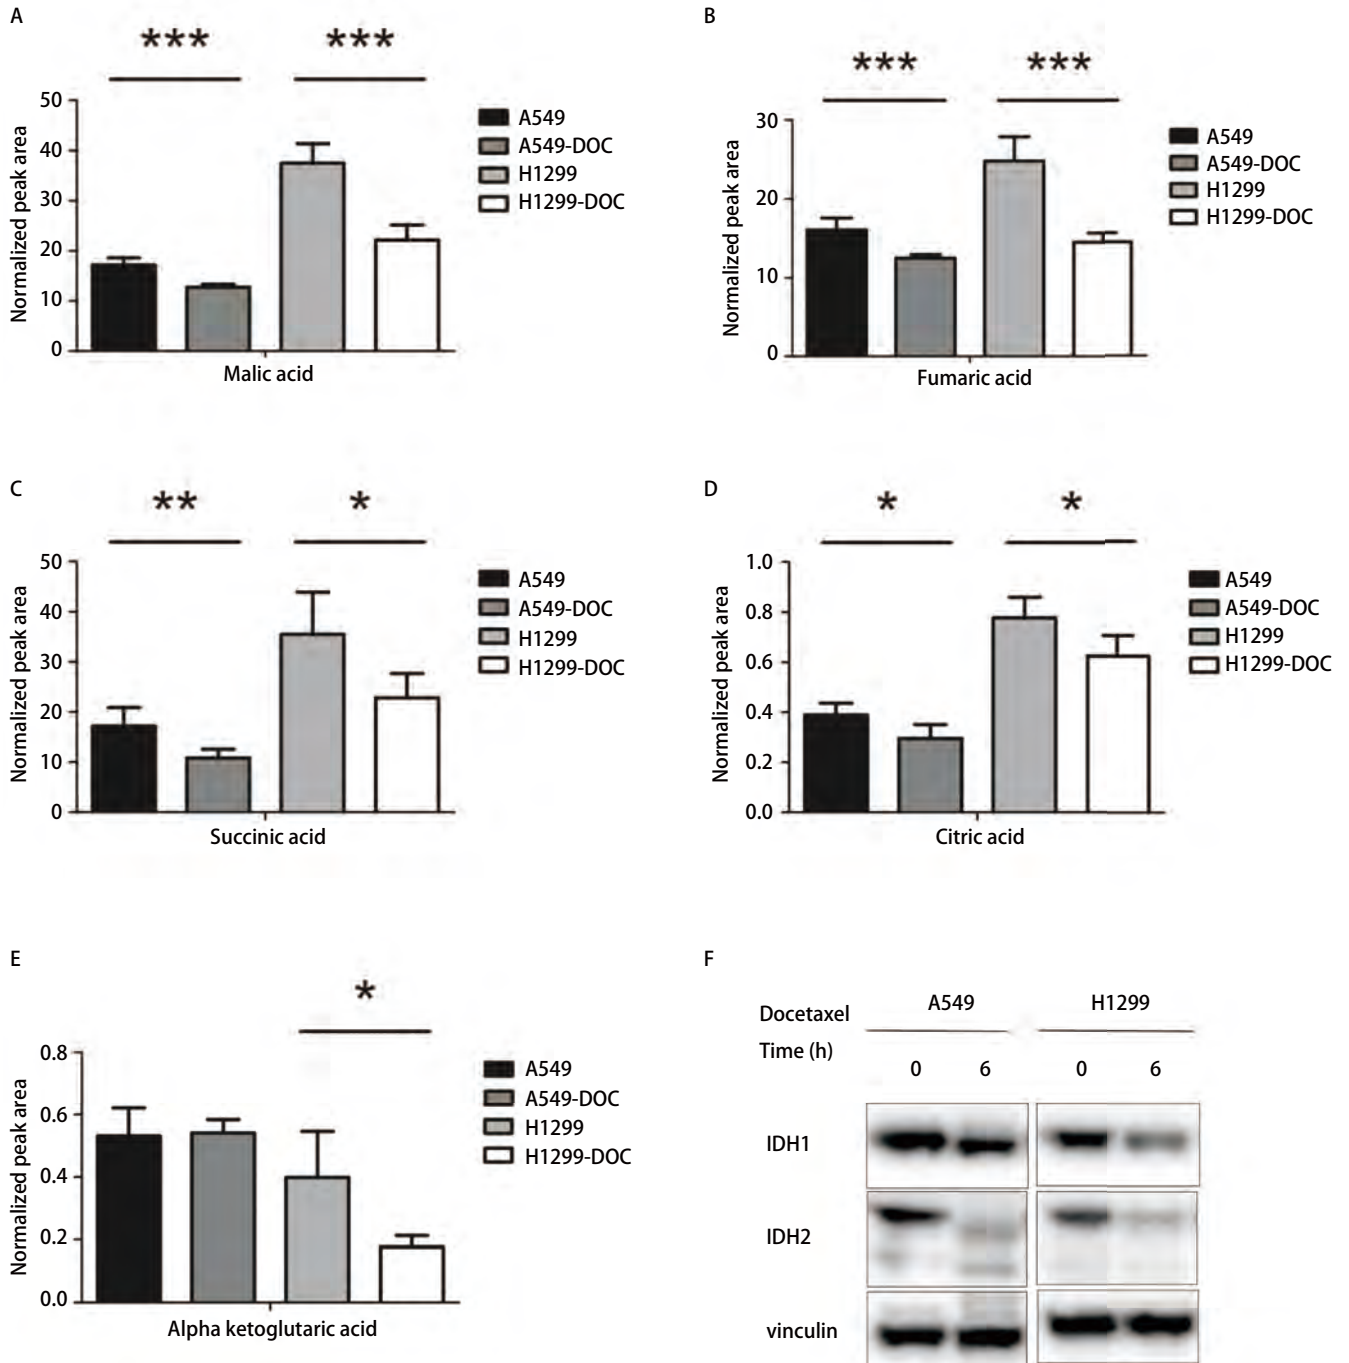 A
*** ***
50
40
30
20
10
0
Normalized peak area
Malic acid
A549
A549-DOC
H1299
H1299-DOC
B
*** ***
30
20
10
0
Normalized peak area
Fumaric acid
A549
A549-DOC
H1299
H1299-DOC
C
** *
50
40
30
20
10
0
Normalized peak area
Succinic acid
A549
A549-DOC
H1299
H1299-DOC
D
* *
1.0
0.8
0.6
0.4
0.2
0.0
Normalized peak area
Citric acid
A549
A549-DOC
H1299
H1299-DOC
E
*
0.8
0.6
0.4
0.2
0.0
Normalized peak area
Alpha ketoglutaric acid
A549
A549-DOC
H1299
H1299-DOC
F
Docetaxel A549 H1299
Time (h) 0 6 0 6
IDH1
IDH2
vinculin